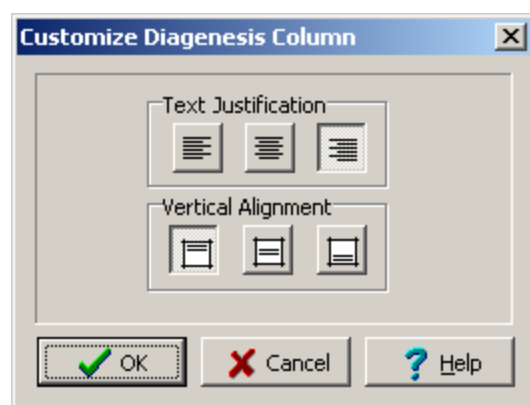 Customize Diagenesis Column
Text Justification
Vertical Alignment
OK Cancel Help